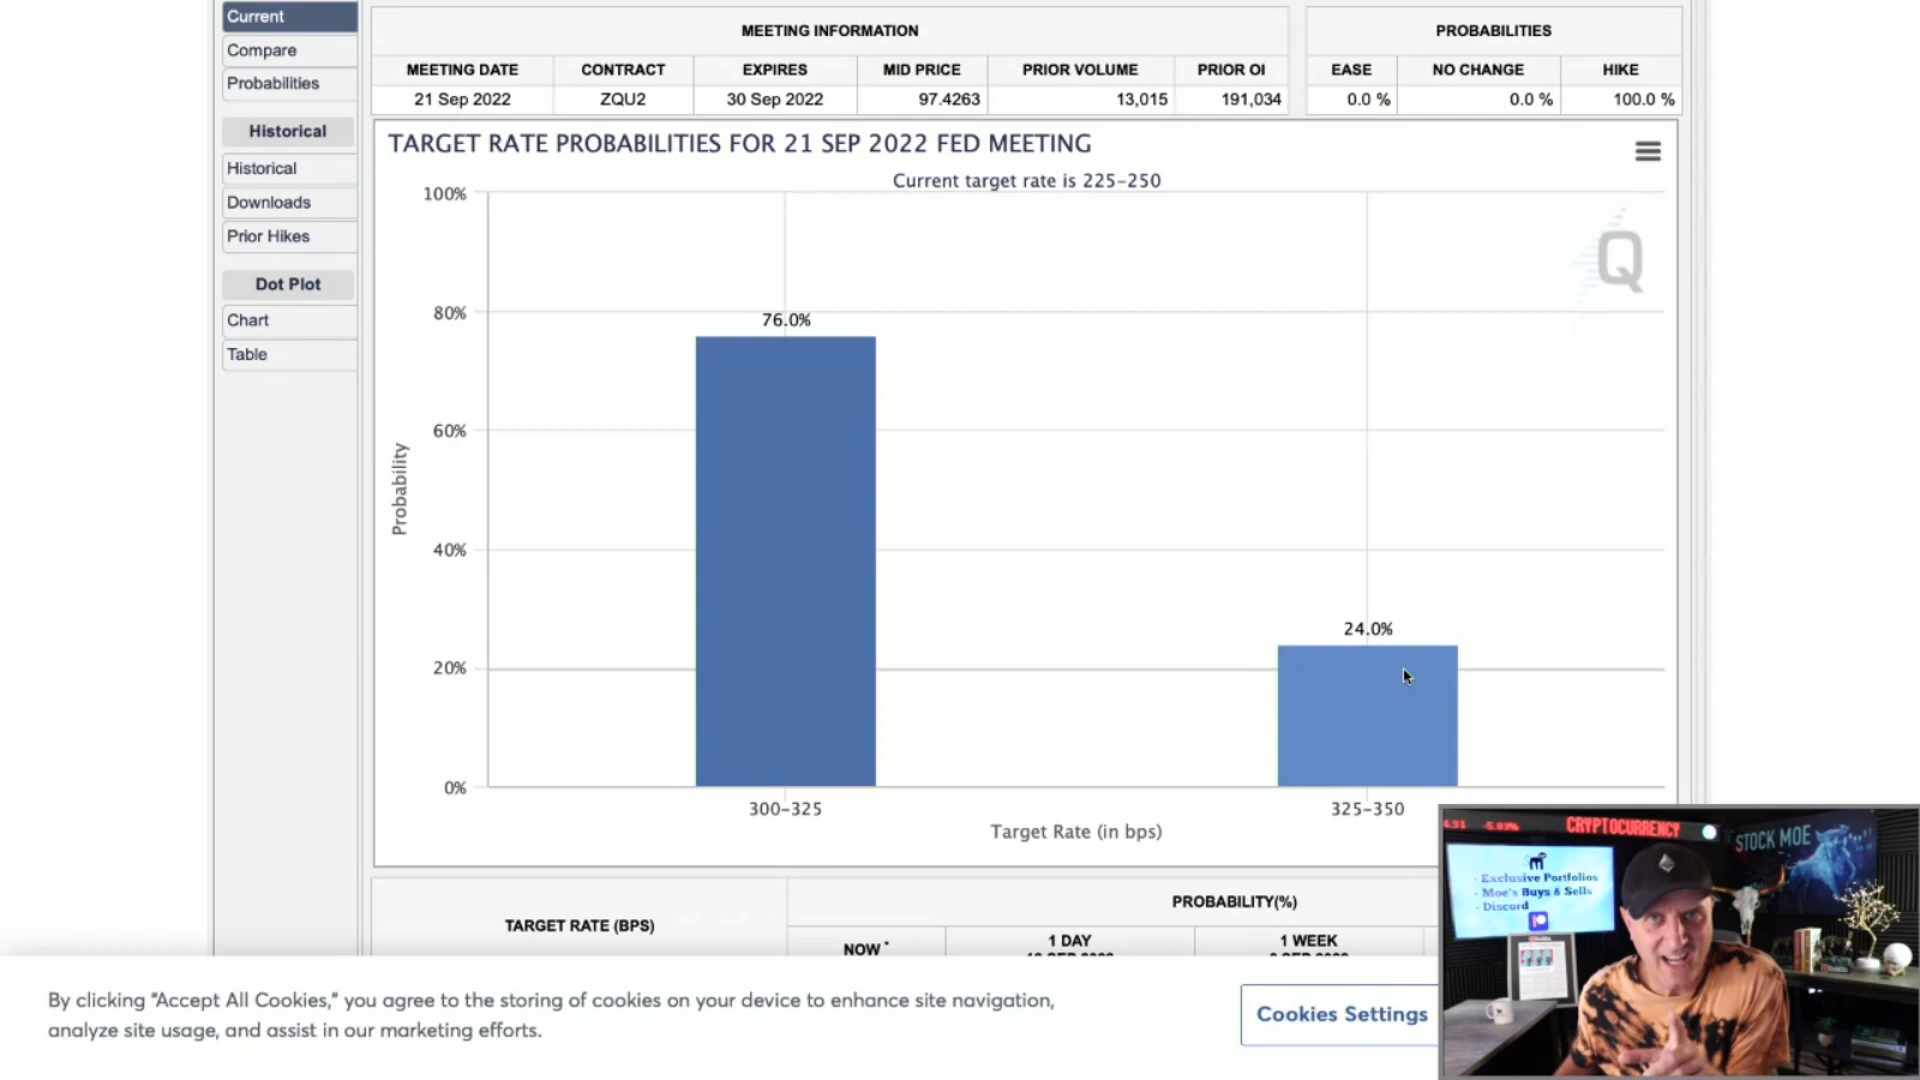 Current
Compare
Probabilities
Historical
Historical
Downloads
Prior Hikes
Dot Plot
Chart
Table
MEETING INFORMATION
MEETING DATE CONTRACT EXPIRES MID PRICE PRIOR VOLUME PRIOR OI
21 Sep 2022 ZQU2 30 Sep 2022 97.4263 13,015 191,034
PROBABILITIES
EASE NO CHANGE HIKE
0.0 % 0.0 % 100.0 %
TARGET RATE PROBABILITIES FOR 21 SEP 2022 FED MEETING
Current target rate is 225-250
Q
100%
80%
60%
40%
20%
0%
Probability
76.0%
24.0%
300-325 325-350
Target Rate (in bps)
TARGET RATE (BPS)
PROBABILITY(%)
NOW *
1 DAY
1 WEEK
By clicking “Accept All Cookies,” you agree to the storing of cookies on your device to enhance site navigation,
analyze site usage, and assist in our marketing efforts.
Cookies Settings
-5.03% CRYPTOCURRENCY
STOCK MOE
· Exclusive Portfolios
· Moe's Buys & Sells
· Discord